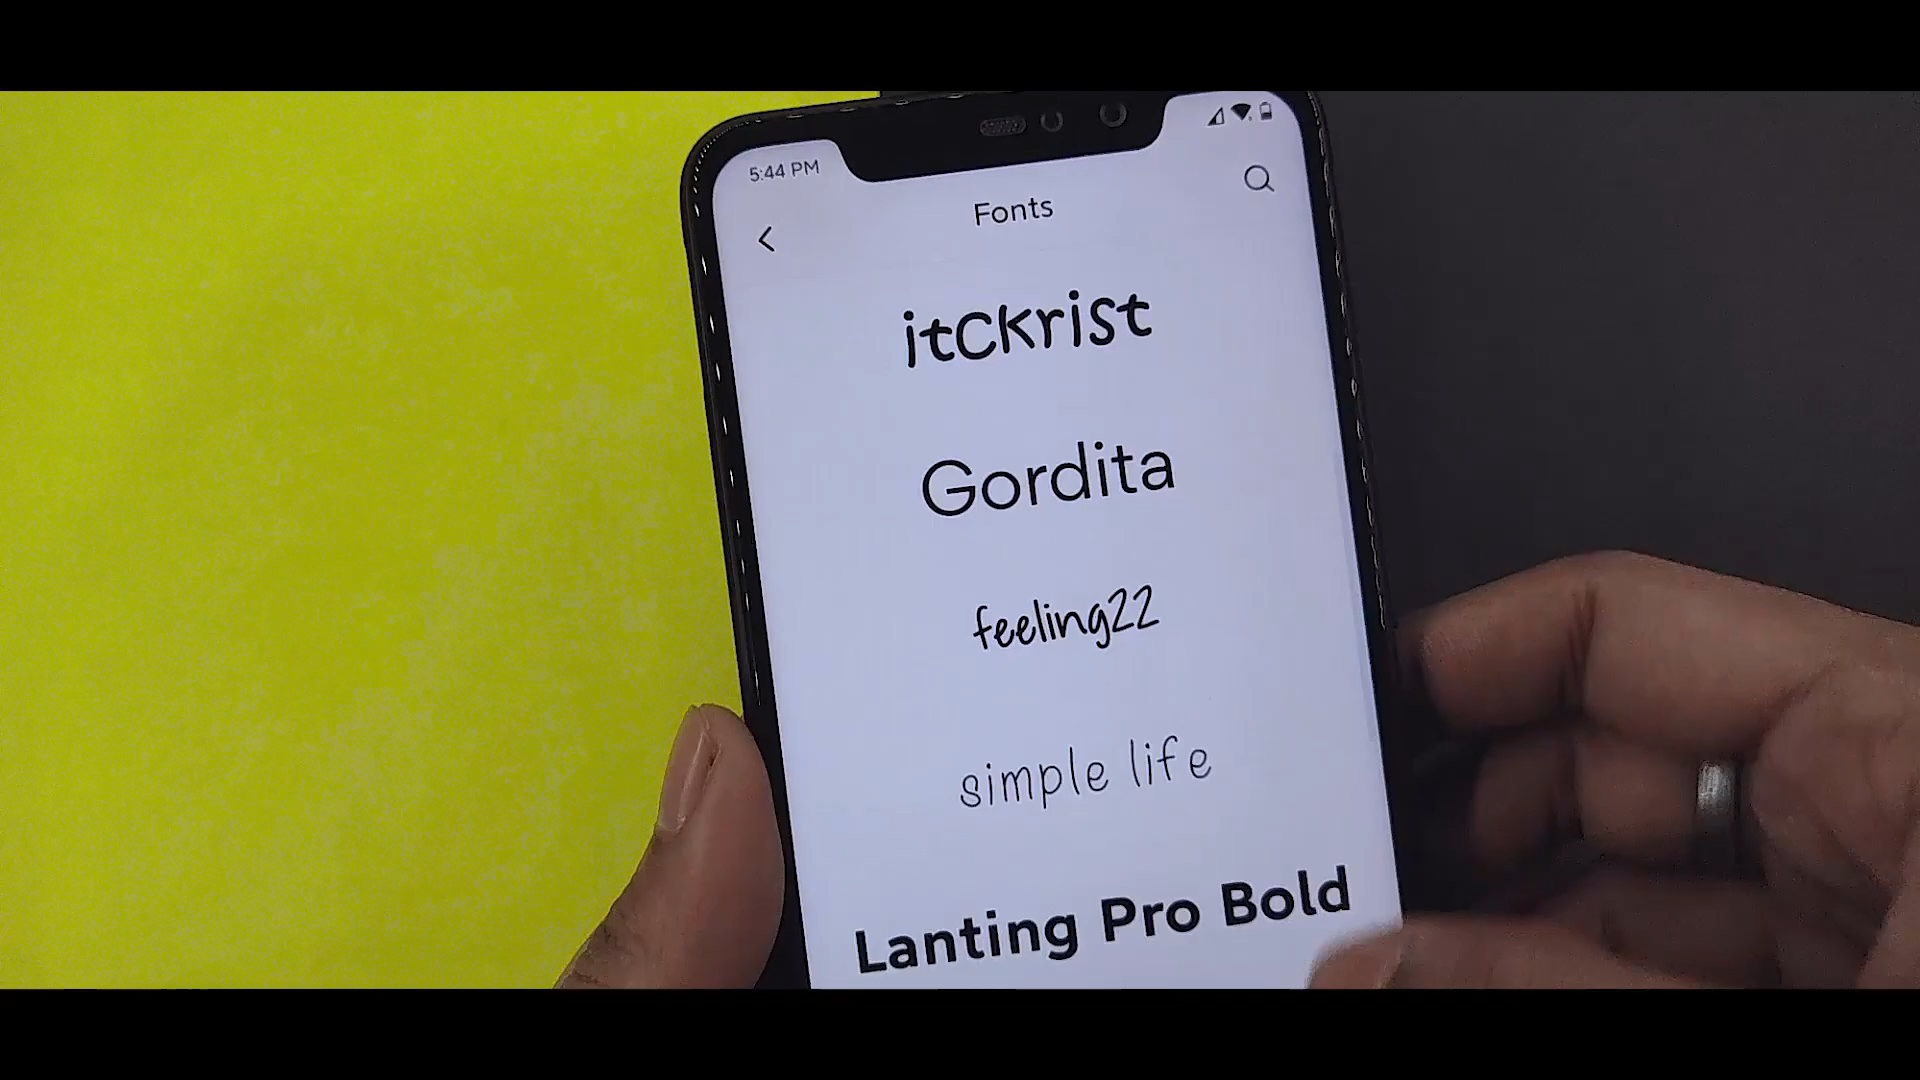 5:44 PM
Fonts
itckrist
Gordita
feeling22
simple life
Lanting Pro Bold